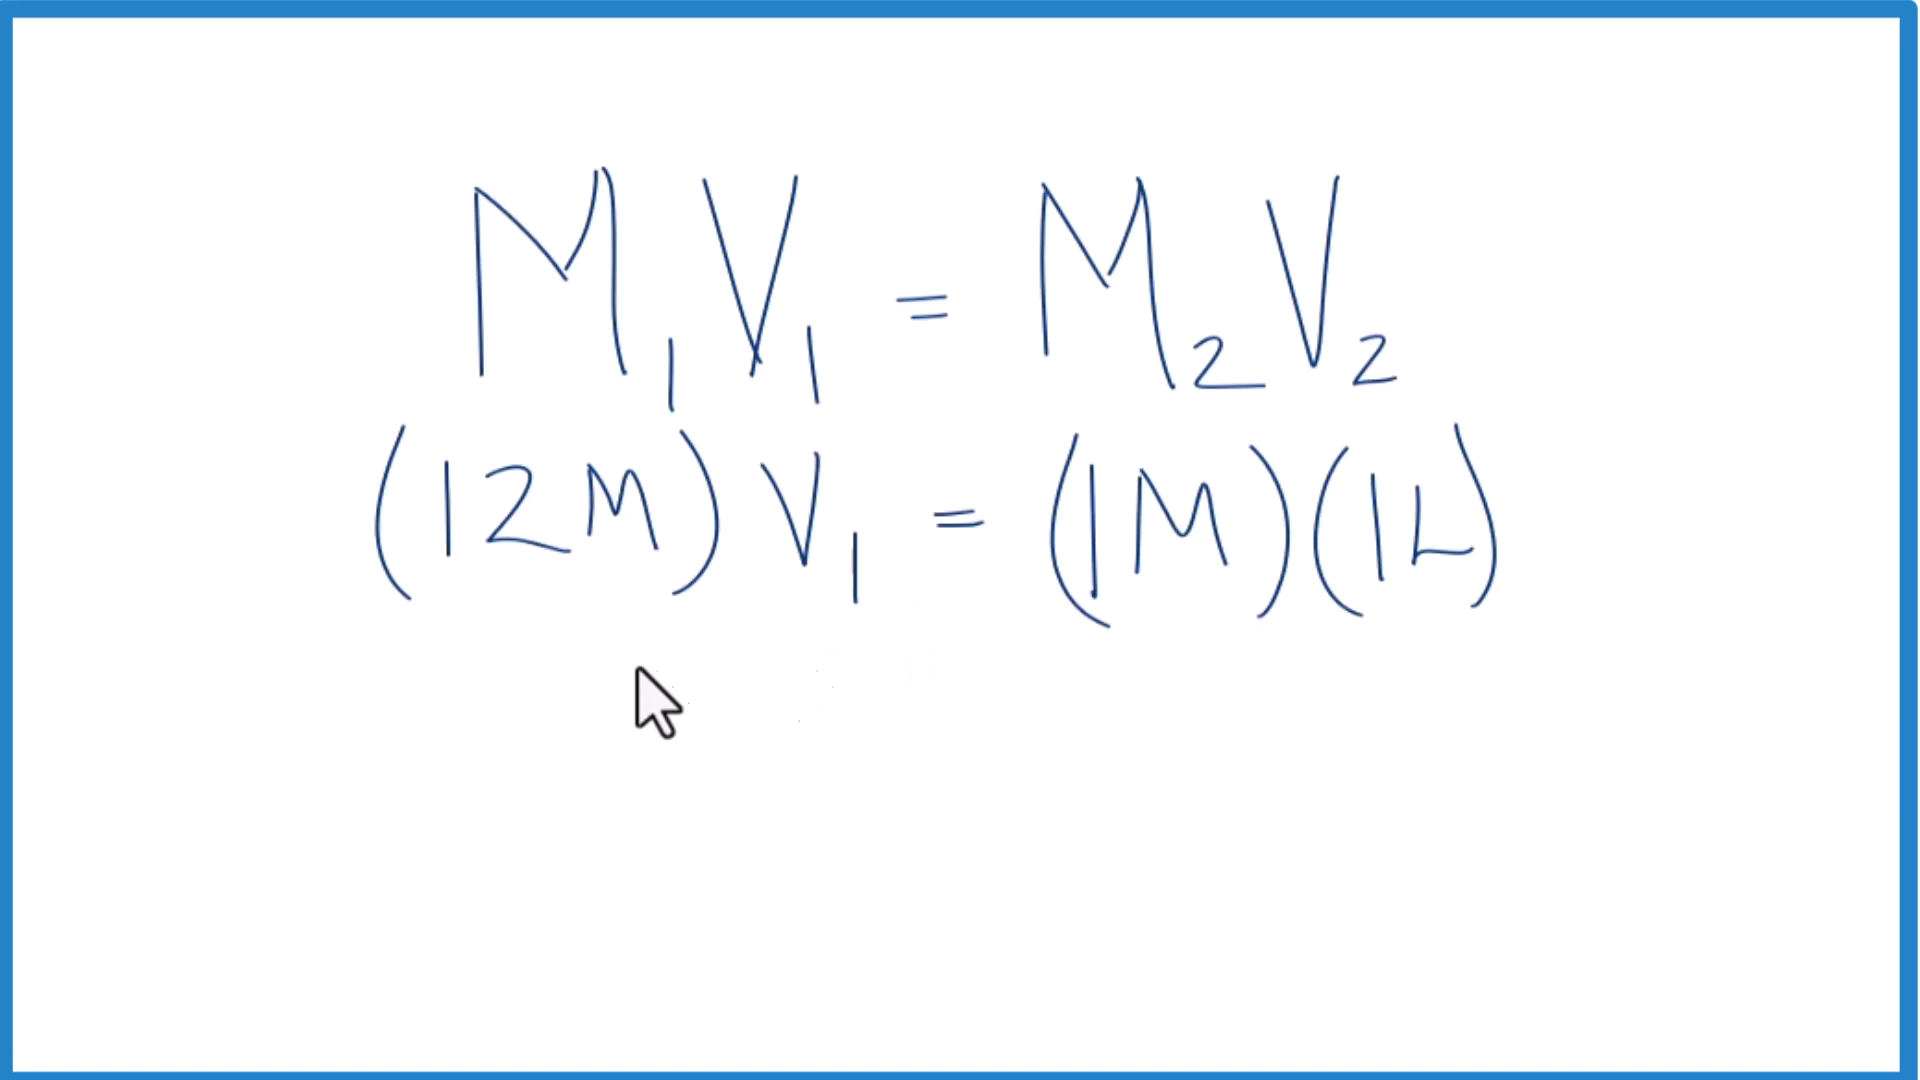 M₁V₁ = M₂V₂
(12M) V₁ = (1M)(1L)